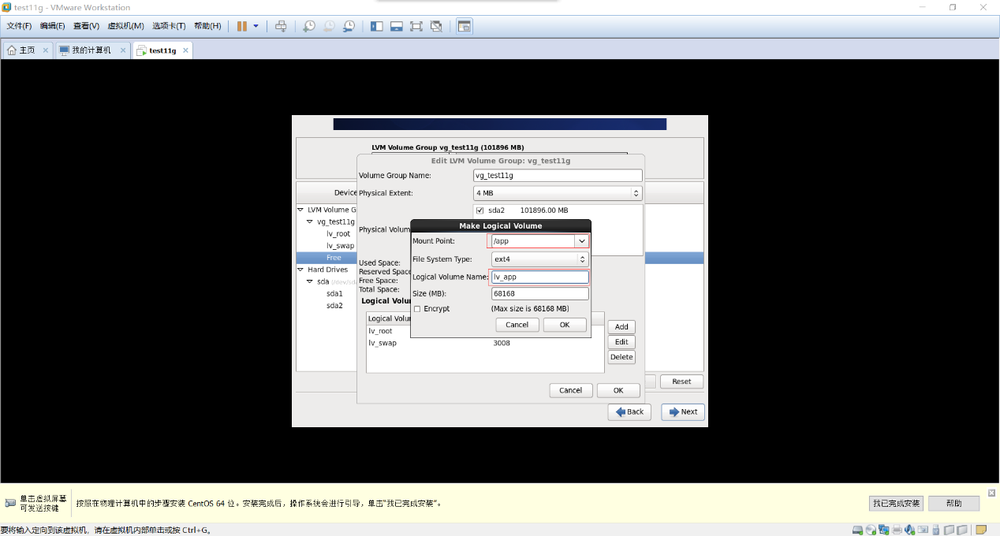 test11g - VMware Workstation
文件(F) 编辑(E) 查看(V) 虚拟机(M) 选项卡(T) 帮助(H)
主页 我的计算机 test11g
LVM Volume Group vg_test11g (101896 MB)
Edit LVM Volume Group: vg_test11g
Volume Group Name: vg_test11g
Device
Physical Extent: 4 MB
LVM Volume G
sda2 101896.00 MB
vg_test11g
Make Logical Volume
Physical Volum
lv_root
Mount Point: /app
lv_swap
Free
File System Type: ext4
Used Space:
Hard Drives
Reserved Space
Logical Volume Name: lv_app
sda
Free Space:
Total Space:
sda1
Size (MB): 68168
Logical Volu
sda2
Encrypt (Max size is 68168 MB)
Logical Volu
Cancel OK
Add
lv_root
lv_swap 3008
Edit
Delete
Reset
Cancel OK
Back Next
单击虚拟屏幕
可发送按键
按照在物理计算机中的步骤安装 CentOS 64 位。安装完成后，操作系统会进行引导，单击“我已完成安装”。
我已完成安装 帮助
要将输入定向到该虚拟机，请在虚拟机内部单击或按 Ctrl+G。